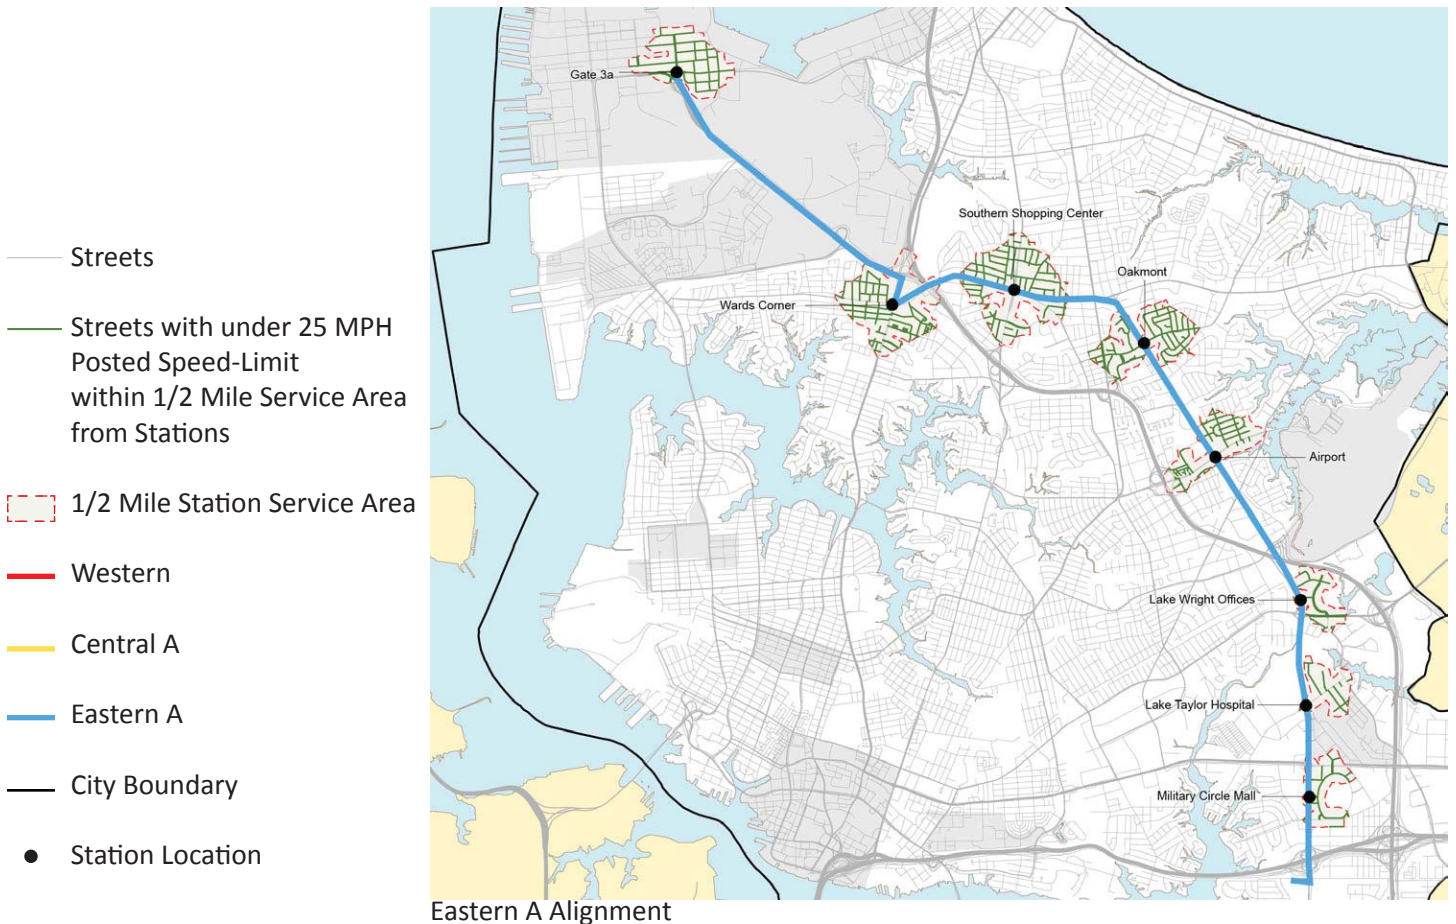 Streets
Streets with under 25 MPH
Posted Speed-Limit
within 1/2 Mile Service Area
from Stations
1/2 Mile Station Service Area
Western
Central A
Eastern A
City Boundary
Station Location
Gate 3a
Southern Shopping Center
Oakmont
Wards Corner
Airport
Lake Wright Offices
Lake Taylor Hospital
Military Circle Mall
Eastern A Alignment